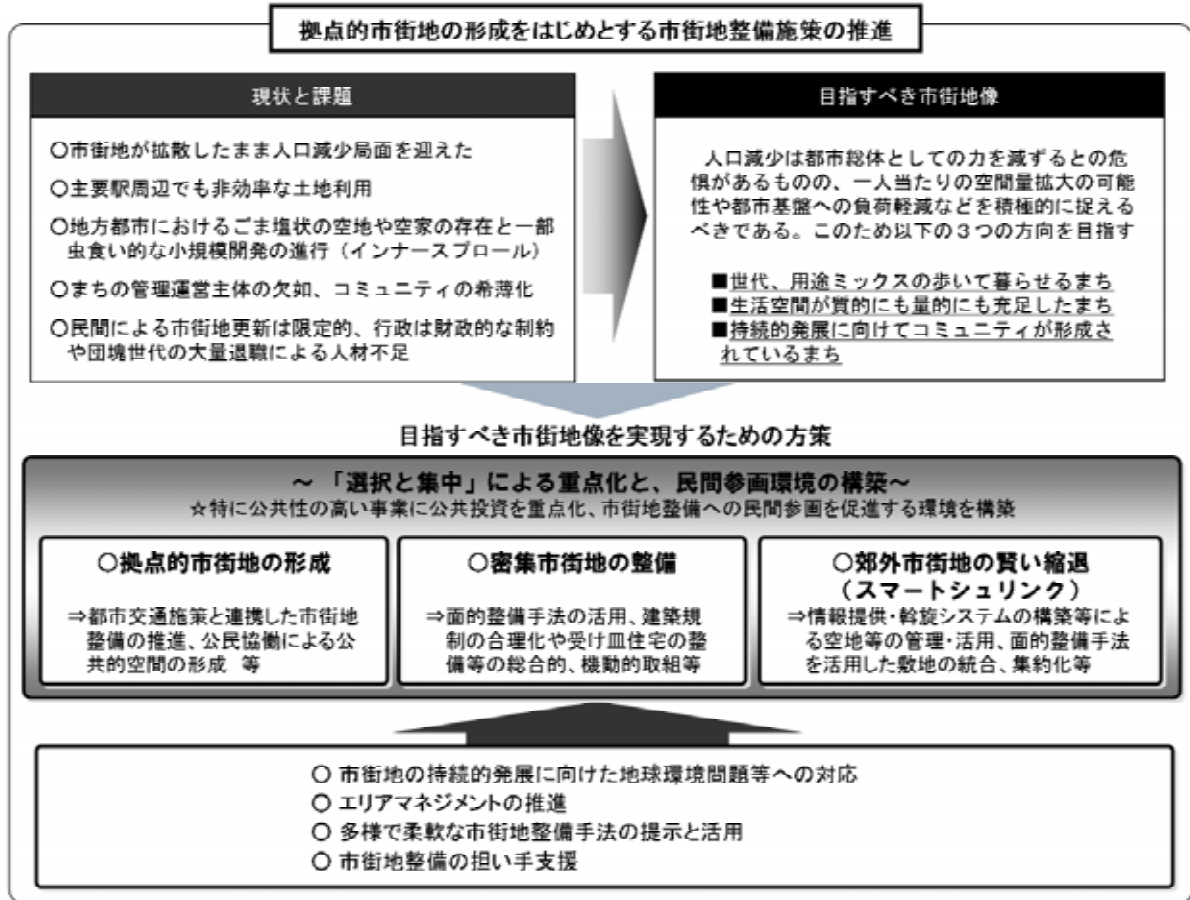 拠点的市街地の形成をはじめとする市街地整備施策の推進
現状と課題
○市街地が拡散したまま人口減少局面を迎えた
○主要駅周辺でも非効率な土地利用
○地方都市におけるごま塩状の空地や空家の存在と一部
虫食い的な小規模開発の進行（インナースプロール）
○まちの管理運営主体の欠如、コミュニティの希薄化
○民間による市街地更新は限定的、行政は財政的な制約
や団塊世代の大量退職による人材不足
目指すべき市街地像
人口減少は都市総体としての力を減ずるとの危
惧があるものの、一人当たりの空間量拡大の可能
性や都市基盤への負荷軽減などを積極的に捉える
べきである。このため以下の３つの方向を目指す
■世代、用途ミックスの歩いて暮らせるまち
■生活空間が質的にも量的にも充足したまち
■持続的発展に向けてコミュニティが形成さ
れているまち
目指すべき市街地像を実現するための方策
～「選択と集中」による重点化と、民間参画環境の構築～
☆特に公共性の高い事業に公共投資を重点化、市街地整備への民間参画を促進する環境を構築
○拠点的市街地の形成
⇒都市交通施策と連携した市街地
整備の推進、公民協働による公
共的空間の形成 等
○密集市街地の整備
⇒面的整備手法の活用、建築規
制の合理化や受け皿住宅の整
備等の総合的、機動的取組等
○郊外市街地の賢い縮退
（スマートシュリンク）
⇒情報提供・斡旋システムの構築等によ
る空地等の管理・活用、面的整備手法
を活用した敷地の統合、集約化等
○ 市街地の持続的発展に向けた地球環境問題等への対応
○ エリアマネジメントの推進
○ 多様で柔軟な市街地整備手法の提示と活用
○ 市街地整備の担い手支援